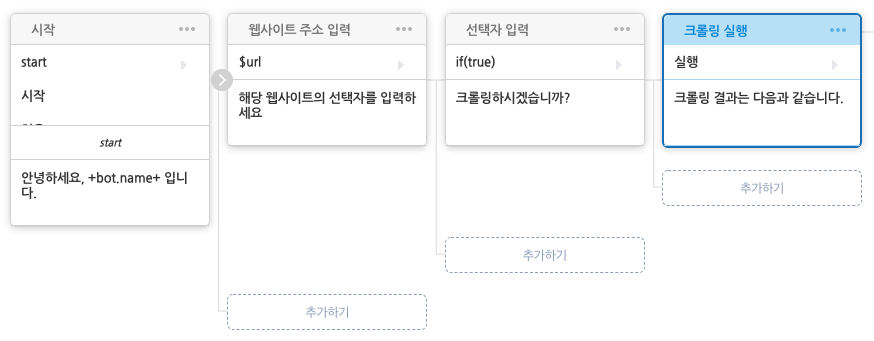 시작
start
시작
start
안녕하세요, +bot.name+ 입니
다.
웹사이트 주소 입력
$url
해당 웹사이트의 선택자를 입력하
세요
추가하기
선택자 입력
if(true)
크롤링하시겠습니까?
추가하기
크롤링 실행
실행
크롤링 결과는 다음과 같습니다.
추가하기